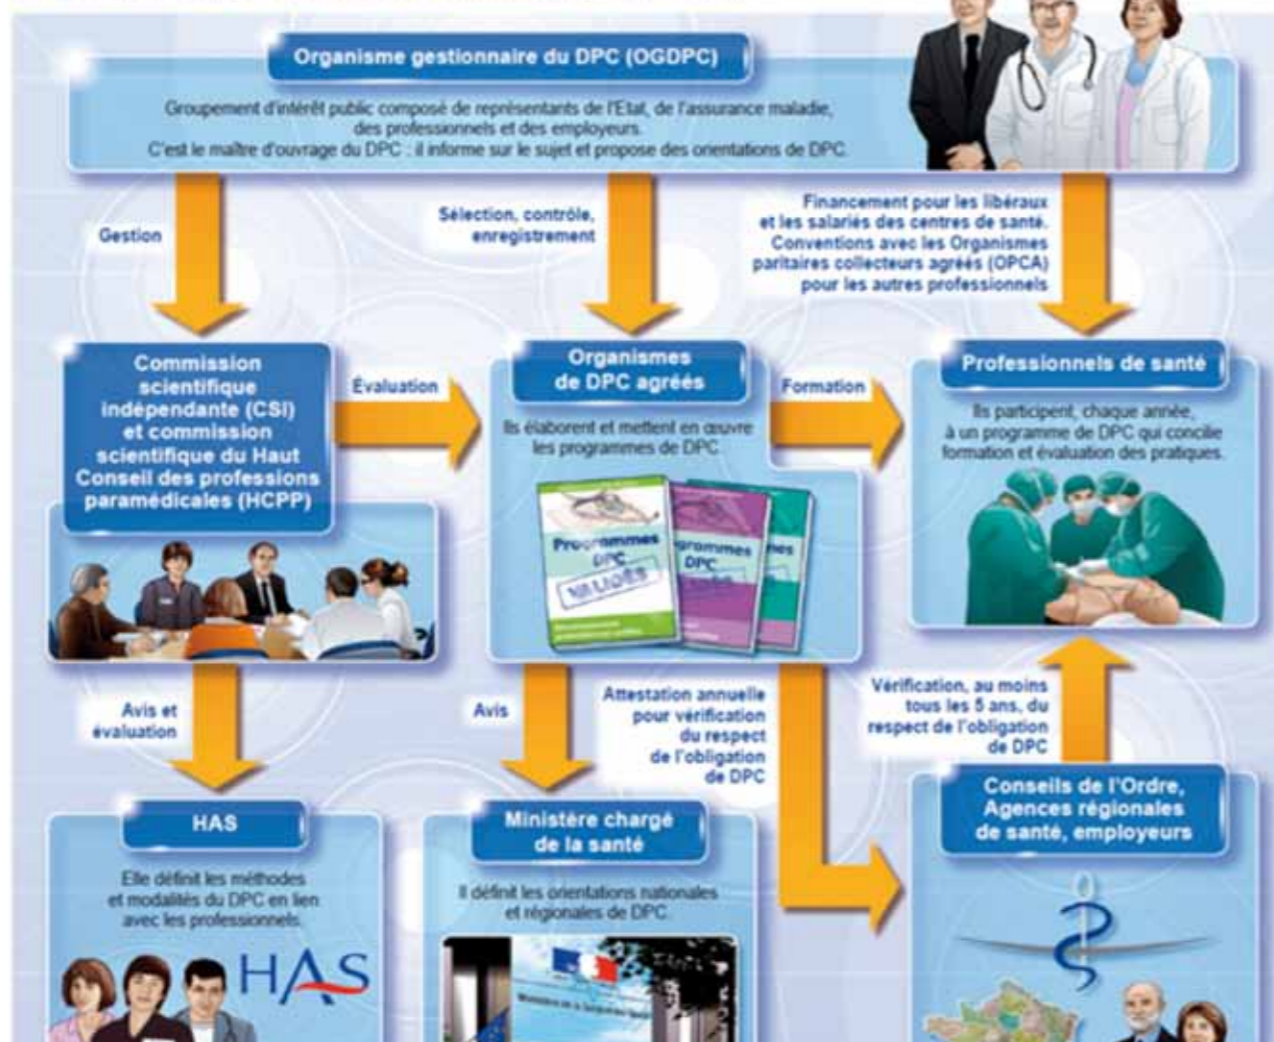 Organisme gestionnaire du DPC (OGDPC)
Groupement d'intérêt public composé de représentants de l'Etat, de l'assurance maladie,
des professionnels et des employeurs.
C'est le maître d'ouvrage du DPC : il informe sur le sujet et propose des orientations de DPC.
Gestion
Sélection, contrôle,
enregistrement
Financement pour les libéraux
et les salariés des centres de santé.
Conventions avec les Organismes
paritaires collecteurs agréés (OPCA)
pour les autres professionnels
Commission
scientifique
indépendante (CSI)
et commission
scientifique du Haut
Conseil des professions
paramédicales (HCPP)
Évaluation
Organismes
de DPC agréés
Ils élaborent et mettent en œuvre
les programmes de DPC.
Programmes
DPC
VALIDÉS
grammes
DPC
mes
Formation
Professionnels de santé
Ils participent, chaque année,
à un programme de DPC qui concilie
formation et évaluation des pratiques.
Avis et
évaluation
Avis
Attestation annuelle
pour vérification
du respect
de l'obligation
de DPC
Vérification, au moins
tous les 5 ans, du
respect de l'obligation
de DPC
HAS
Elle définit les méthodes
et modalités du DPC en lien
avec les professionnels.
HAS
Ministère chargé
de la santé
Il définit les orientations nationales
et régionales de DPC.
Conseils de l'Ordre,
Agences régionales
de santé, employeurs